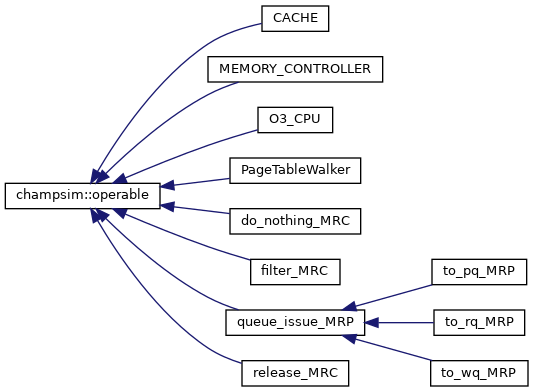 CACHE
MEMORY_CONTROLLER
O3_CPU
PageTableWalker
champsim::operable
do_nothing_MRC
filter_MRC
to_pq_MRP
queue_issue_MRP
to_rq_MRP
release_MRC
to_wq_MRP